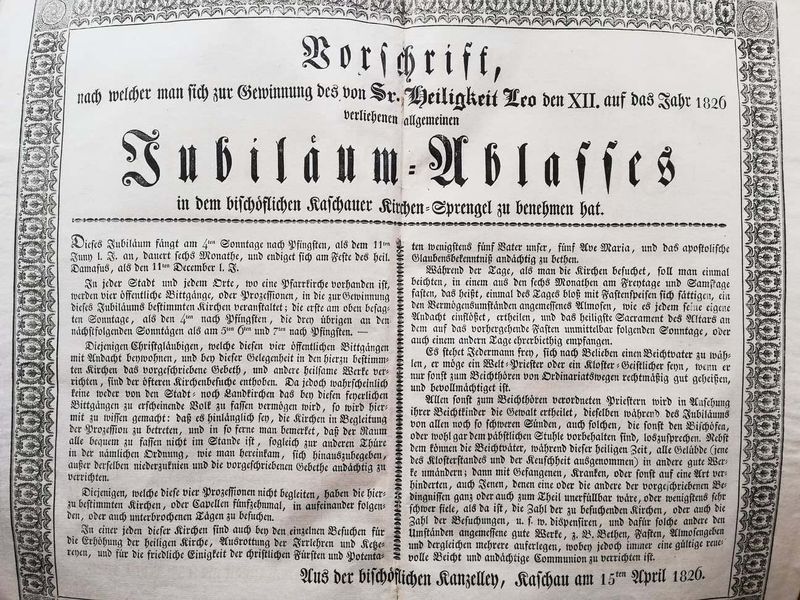 Vorschrift,
nach welcher man sich zur Gewinnung des von Sr. Heiligkeit Leo den XII. auf das Jahr 1826
verliehenen allgemeinen
Jubiläum-Ablasses
in dem bischöflichen Kaschauer Kirchen-Sprengel zu benehmen hat.
Dieses Jubiläum fängt am 4ten Sonntage nach Pfingsten, als dem 11ten
Juny l. J. an, dauert sechs Monathe, und endiget sich am Feste des heil.
Damasus, als den 11ten December l. J.
In jeder Stadt und jedem Orte, wo eine Pfarrkirche vorhanden ist,
werden vier öffentliche Bittgänge, oder Prozessionen, in die zur Gewinnung
dieses Jubiläums bestimmten Kirchen veranstaltet; die erste am oben besag-
ten Sonntage, als den 4ten nach Pfingsten, die drey übrigen an den
nächstfolgenden Sonntägen als am 5ten 6ten und 7ten nach Pfingsten. —
Diejenigen Christgläubigen, welche diesen vier öffentlichen Bittgängen
mit Andacht beywohnen, und bey dieser Gelegenheit in den hierzu bestimm-
ten Kirchen das vorgeschriebene Gebeth, und andere heilsame Werke ver-
richten, sind der öfteren Kirchenbesuche enthoben. Da jedoch wahrscheinlich
keine weder von den Stadt- noch Landkirchen das bey diesen feyerlichen
Bittgängen zu erscheinende Volk zu fassen vermögen wird, so wird hier-
mit zu wissen gemacht: daß es hinlänglich sey, die Kirchen in Begleitung
der Prozession zu betreten, und in so ferne man bemerket, daß der Raum
alle bequem zu fassen nicht im Stande ist, sogleich zur anderen Thüre
in der nämlichen Ordnung, wie man hereinkam, sich hinauszubegeben,
außer derselben niederzuknien und die vorgeschriebenen Gebethe andächtig zu
verrichten.
Diejenigen, welche diese vier Prozessionen nicht begleiten, haben die hier-
zu bestimmten Kirchen, oder Capellen fünfzehnmal, in aufeinander folgen-
den, oder auch unterbrochenen Tägen zu besuchen.
In einer jeden dieser Kirchen sind auch bey den einzelnen Besuchen für
die Erhöhung der heiligen Kirche, Ausrottung der Irrlehren und Ketze-
reyen, und für die friedliche Einigkeit der christlichen Fürsten und Potenta-
ten wenigstens fünf Vater unser, fünf Ave Maria, und das apostolische
Glaubensbekenntniß andächtig zu bethen.
Während der Tage, als man die Kirchen besuchet, soll man einmal
beichten, in einem aus den sechs Monathen am Freytage und Samstage
fasten, das heißt, einmal des Tages bloß mit Fastenspeisen sich sättigen, ein
den Vermögensumständen angemessenes Almosen, wie es jedem seine eigene
Andacht einflößet, ertheilen, und das heiligste Sacrament des Altars an
dem auf das vorhergehende Fasten unmittelbar folgenden Sonntage, oder
auch einem andern Tage ehrerbiethig empfangen.
Es stehet Jedermann frey, sich nach Belieben einen Beichtvater zu wäh-
len, er möge ein Welt-Priester oder ein Kloster-Geistlicher seyn, wenn er
nur sonst zum Beichthören von Ordinariatswegen rechtmäßig gut geheißen,
und bevollmächtiget ist.
Allen sonst zum Beichthören verordneten Priestern wird in Ansehung
ihrer Beichtkinder die Gewalt ertheilet, dieselben während des Jubiläums
von allen noch so schweren Sünden, auch solchen, die sonst den Bischöfen,
oder wohl gar dem päbstlichen Stuhle vorbehalten sind, loszusprechen. Nebst
dem können die Beichtväter, während dieser heiligen Zeit, alle Gelübde (jene
des Klosterstandes und der Keuschheit ausgenommen) in andere gute Wer-
ke umändern; dann mit Gefangenen, Kranken, oder sonst auf eine Art ver-
hinderten, auch Jenen, denen eine oder die andere der vorgeschriebenen Be-
dingnissen ganz oder auch zum Theil unerfüllbar wäre, oder wenigstens sehr
schwer fiele, als da ist, die Zahl der zu besuchenden Kirchen, oder auch die
Zahl der Besuchungen, u. s. w. dispensiren, und dafür solche andere den
Umständen angemessene gute Werke, z. B. Bethen, Fasten, Almosengeben
und dergleichen mehrere auferlegen, wobey jedoch immer eine gültige reue-
volle Beicht und andächtige Communion zu verrichten ist.
Aus der bischöflichen Kanzelley, Kaschau am 15ten April 1826.